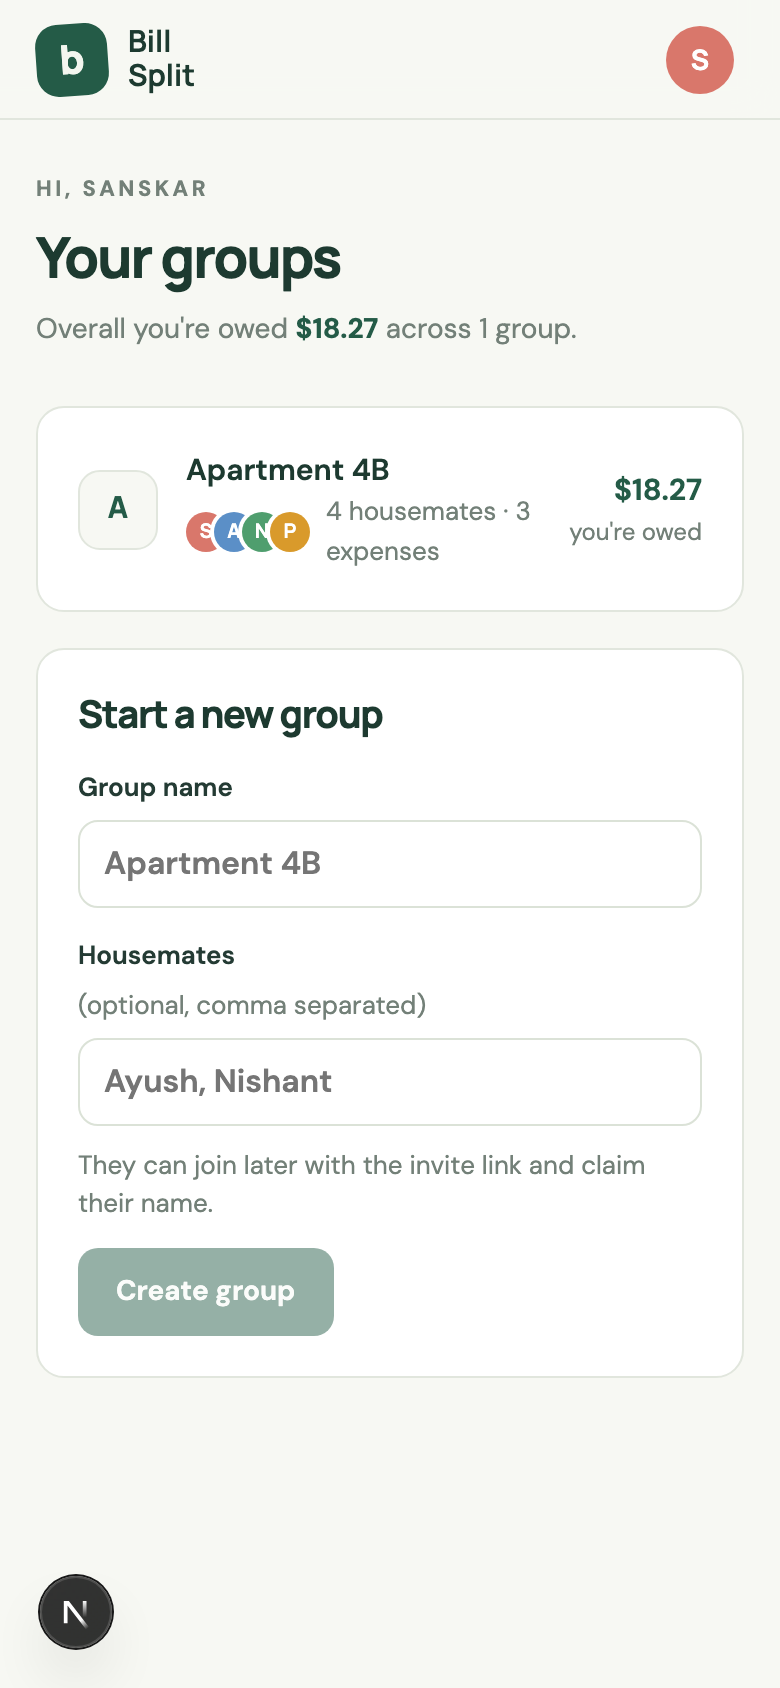 b
Bill
Split
S
HI, SANSKAR
Your groups
Overall you're owed $18.27 across 1 group.
A
Apartment 4B
S A N P
4 housemates · 3
expenses
$18.27
you're owed
Start a new group
Group name
Apartment 4B
Housemates
(optional, comma separated)
Ayush, Nishant
They can join later with the invite link and claim
their name.
Create group
N